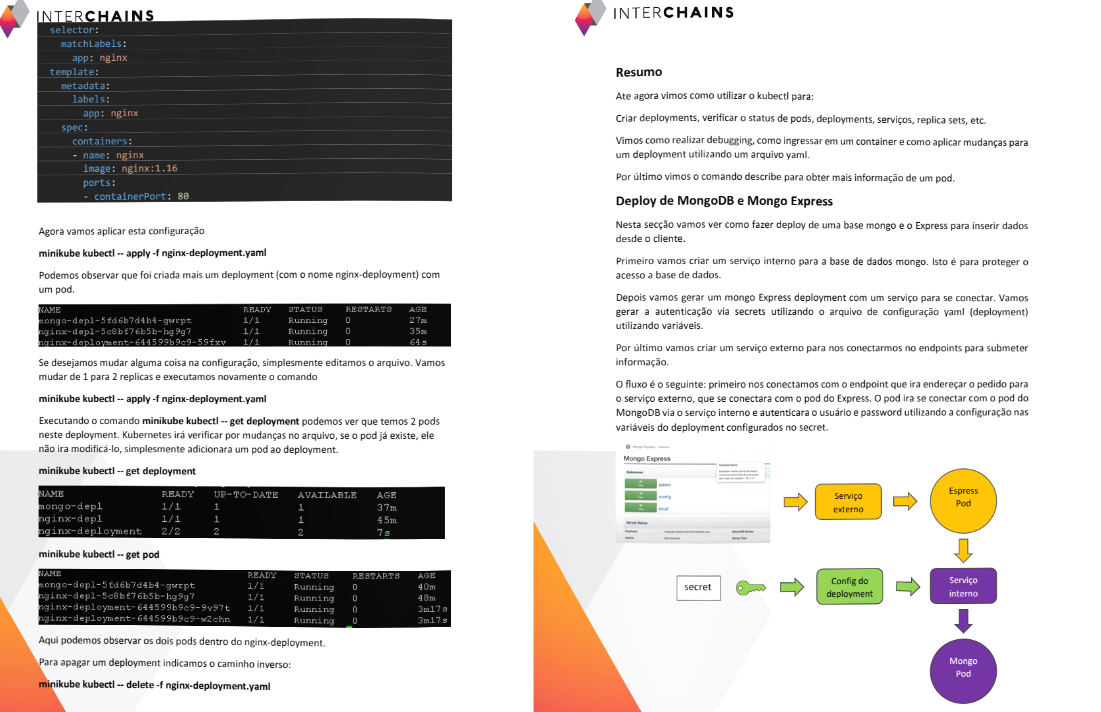 INTERCHAINS
selector:
matchLabels:
app: nginx
template:
metadata:
labels:
app: nginx
spec:
containers:
- name: nginx
image: nginx:1.16
ports:
- containerPort: 80
Agora vamos aplicar esta configuração
minikube kubectl -- apply -f nginx-deployment.yaml
Podemos observar que foi criada mais um deployment (com o nome nginx-deployment) com
um pod.
NAME READY STATUS RESTARTS AGE
mongo-depl-5fd6b7d4b4-gwrpt 1/1 Running 0 27m
nginx-depl-5c8bf76b5b-hg9g7 1/1 Running 0 35m
nginx-deployment-644599b9c9-59fxv 1/1 Running 0 64s
Se desejamos mudar alguma coisa na configuração, simplesmente editamos o arquivo. Vamos
mudar de 1 para 2 replicas e executamos novamente o comando
minikube kubectl -- apply -f nginx-deployment.yaml
Executando o comando minikube kubectl -- get deployment podemos ver que temos 2 pods
neste deployment. Kubernetes irá verificar por mudanças no arquivo, se o pod já existe, ele
não ira modificá-lo, simplesmente adicionara um pod ao deployment.
minikube kubectl -- get deployment
NAME READY UP-TO-DATE AVAILABLE AGE
mongo-depl 1/1 1 1 37m
nginx-depl 1/1 1 1 45m
nginx-deployment 2/2 2 2 7s
minikube kubectl -- get pod
NAME READY STATUS RESTARTS AGE
mongo-depl-5fd6b7d4b4-gwrpt 1/1 Running 0 40m
nginx-depl-5c8bf76b5b-hg9g7 1/1 Running 0 48m
nginx-deployment-644599b9c9-9v97t 1/1 Running 0 3m17s
nginx-deployment-644599b9c9-w2chn 1/1 Running 0 3m17s
Aqui podemos observar os dois pods dentro do nginx-deployment.
Para apagar um deployment indicamos o caminho inverso:
minikube kubectl -- delete -f nginx-deployment.yaml
INTERCHAINS
Resumo
Ate agora vimos como utilizar o kubectl para:
Criar deployments, verificar o status de pods, deployments, serviços, replica sets, etc.
Vimos como realizar debugging, como ingressar em um container e como aplicar mudanças para
um deployment utilizando um arquivo yaml.
Por último vimos o comando describe para obter mais informação de um pod.
Deploy de MongoDB e Mongo Express
Nesta secção vamos ver como fazer deploy de uma base mongo e o Express para inserir dados
desde o cliente.
Primeiro vamos criar um serviço interno para a base de dados mongo. Isto é para proteger o
acesso a base de dados.
Depois vamos gerar um mongo Express deployment com um serviço para se conectar. Vamos
gerar a autenticação via secrets utilizando o arquivo de configuração yaml (deployment)
utilizando variáveis.
Por último vamos criar um serviço externo para nos conectarmos no endpoints para submeter
informação.
O fluxo é o seguinte: primeiro nos conectamos com o endpoint que ira endereçar o pedido para
o serviço externo, que se conectara com o pod do Express. O pod ira se conectar com o pod do
MongoDB via o serviço interno e autenticara o usuário e password utilizando a configuração nas
variáveis do deployment configurados no secret.
Mongo Express
Mongo Express
Databases
admin
config
local
Server Status
Serviço
externo
Express
Pod
secret
Config do
deployment
Serviço
interno
Mongo
Pod